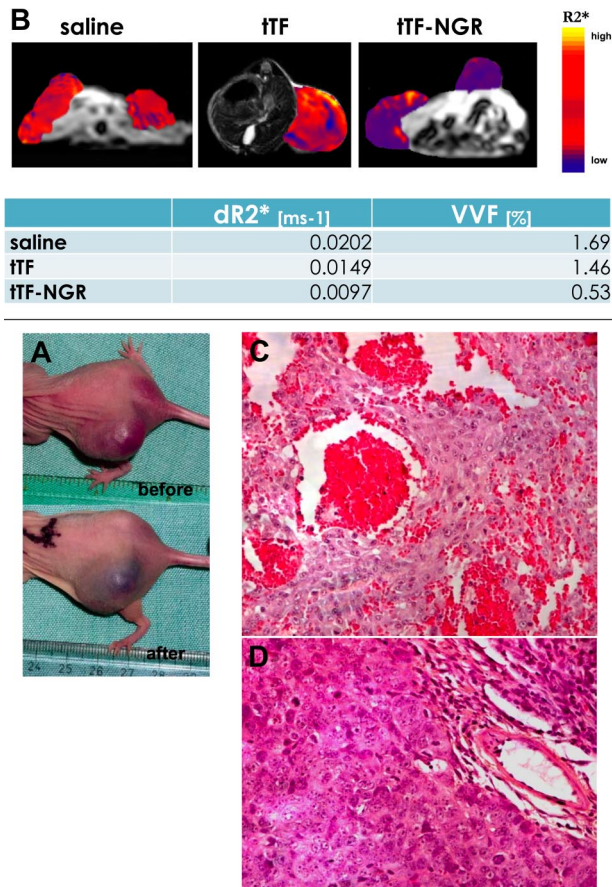 B
saline
tTF
tTF-NGR
R2*
high
low
dR2* [ms-1] VVF [%]
saline 0.0202 1.69
tTF 0.0149 1.46
tTF-NGR 0.0097 0.53
A
before
after
24 25 26 27 28
C
D